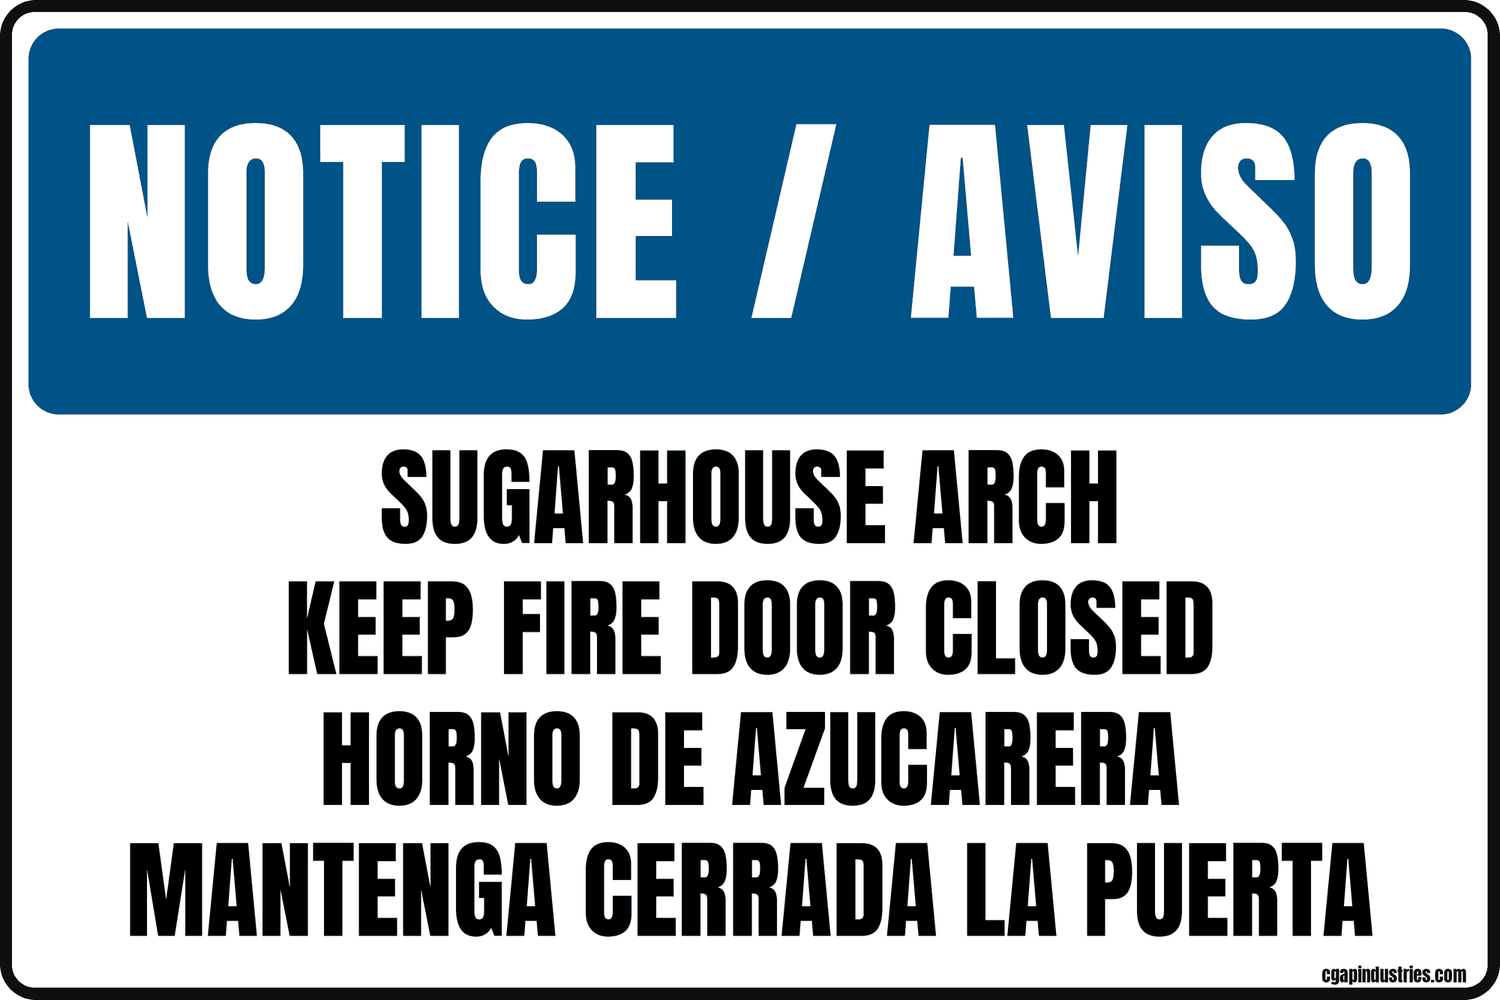 NOTICE / AVISO
SUGARHOUSE ARCH
KEEP FIRE DOOR CLOSED
HORNO DE AZUCARERA
MANTENGA CERRADA LA PUERTA
cgapindustries.com